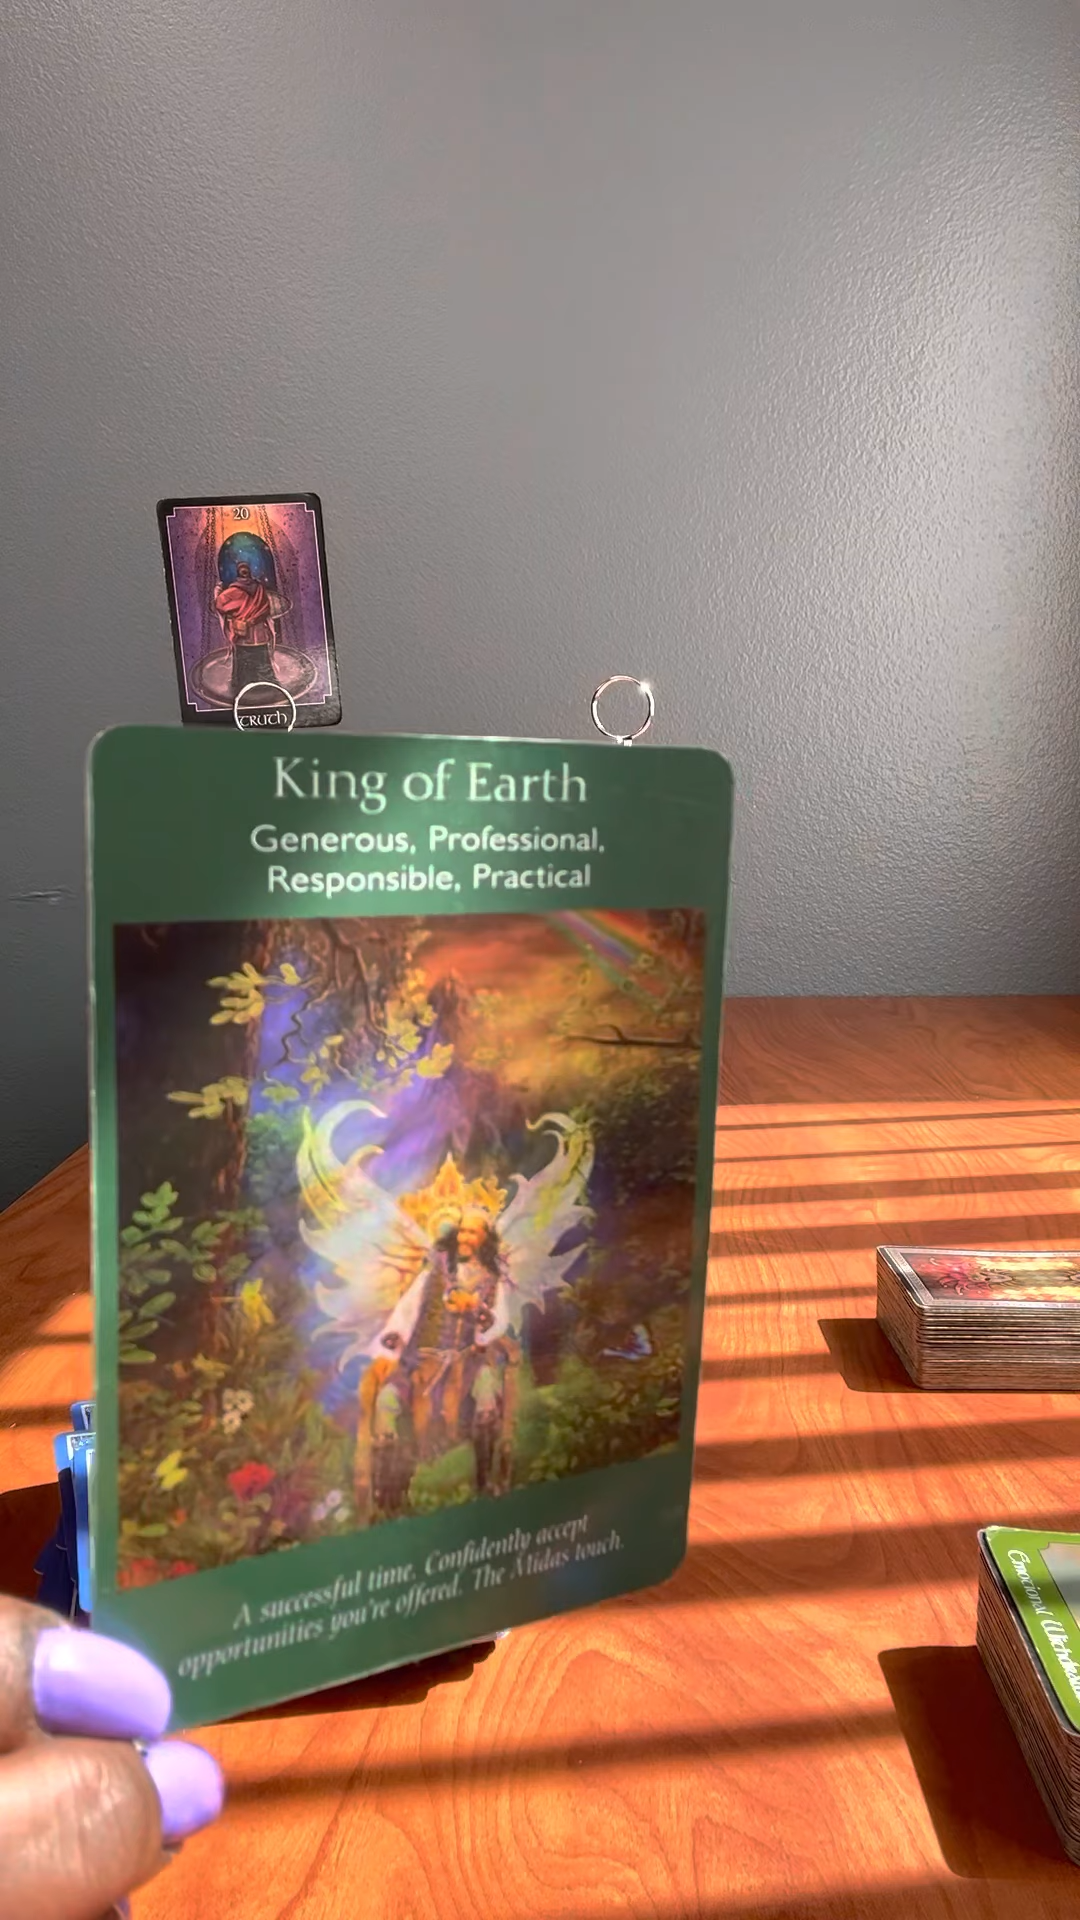 20
TRUTH
King of Earth
Generous, Professional,
Responsible, Practical
A successful time. Confidently accept
opportunities you're offered. The Midas touch.
Emotional